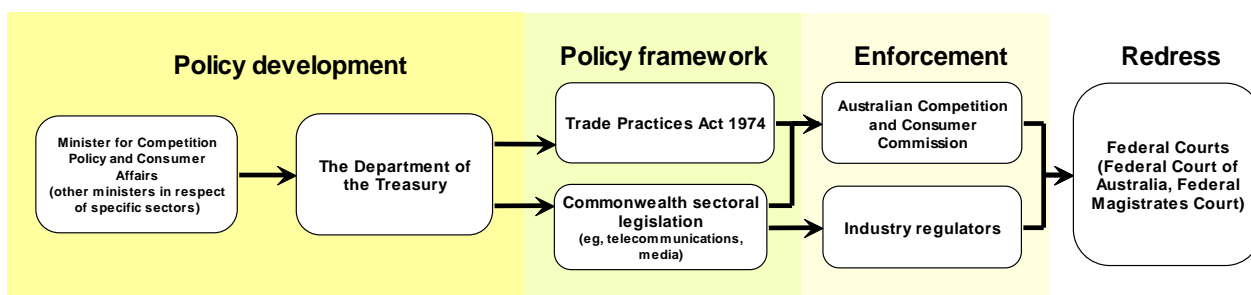 Policy development
Minister for Competition
Policy and Consumer
Affairs
(other ministers in respect
of specific sectors)
The Department of
the Treasury
Policy framework
Trade Practices Act 1974
Commonwealth sectoral
legislation
(eg, telecommunications,
media)
Enforcement
Australian Competition
and Consumer
Commission
Industry regulators
Redress
Federal Courts
(Federal Court of
Australia, Federal
Magistrates Court)